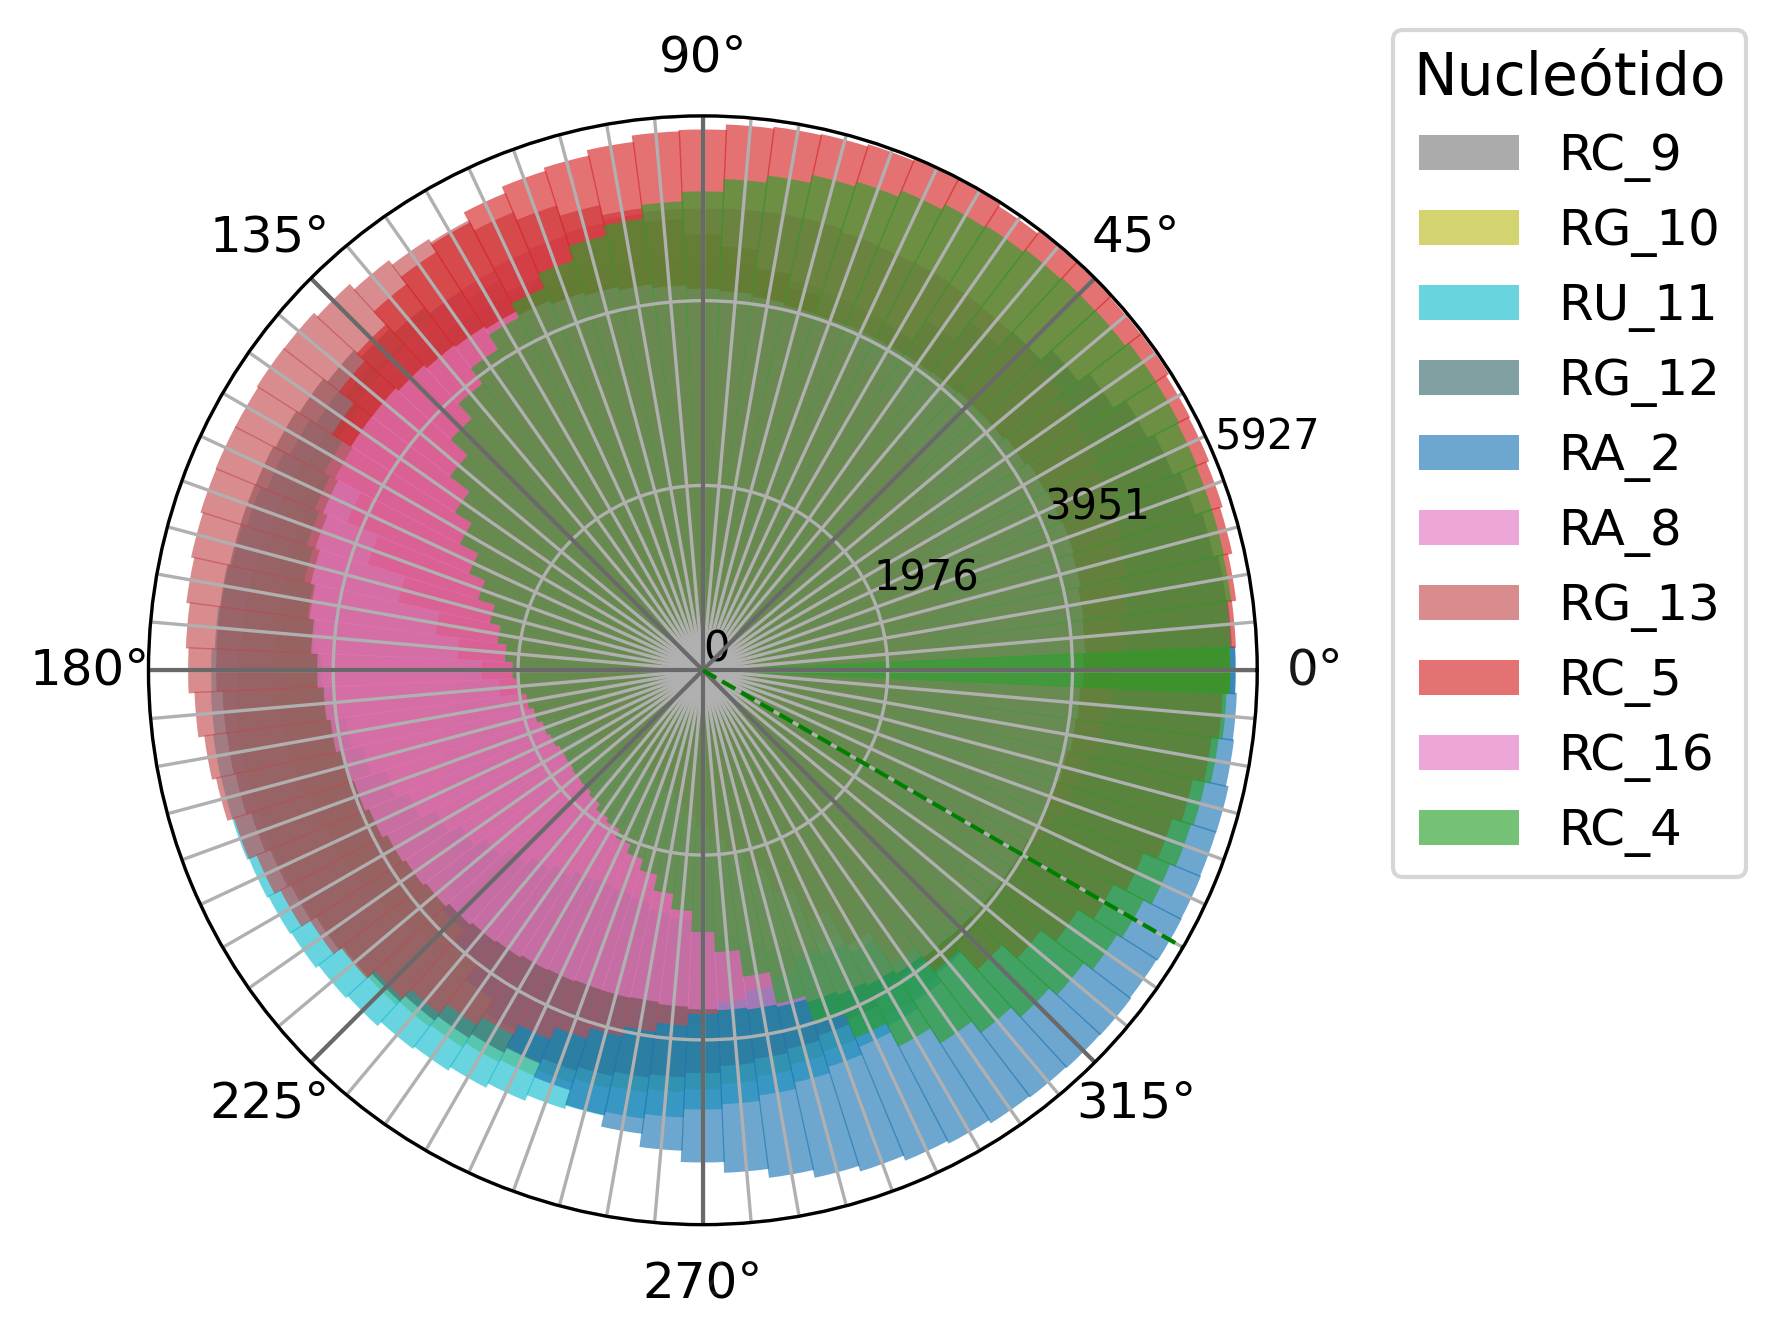 90°
135°
45°
180°
0°
225°
315°
270°
5927
3951
1976
0
Nucleótido
RC_9
RG_10
RU_11
RG_12
RA_2
RA_8
RG_13
RC_5
RC_16
RC_4